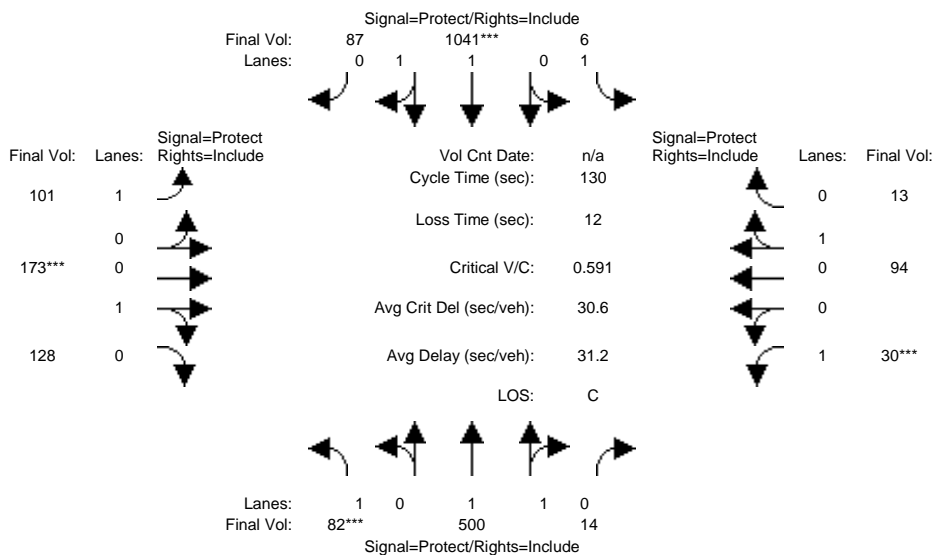 Signal=Protect/Rights=Include
Final Vol: 87 1041*** 6
Lanes: 0 1 1 0 1
Signal=Protect
Final Vol: Lanes: Rights=Include
Vol Cnt Date: n/a
Signal=Protect
Rights=Include Lanes: Final Vol:
Cycle Time (sec): 130
101 1
0 13
Loss Time (sec): 12
0
1
173*** 0
Critical V/C: 0.591
0 94
1
Avg Crit Del (sec/veh): 30.6
0
128 0
Avg Delay (sec/veh): 31.2
1 30***
LOS: C
Lanes: 1 0 1 1 0
Final Vol: 82*** 500 14
Signal=Protect/Rights=Include